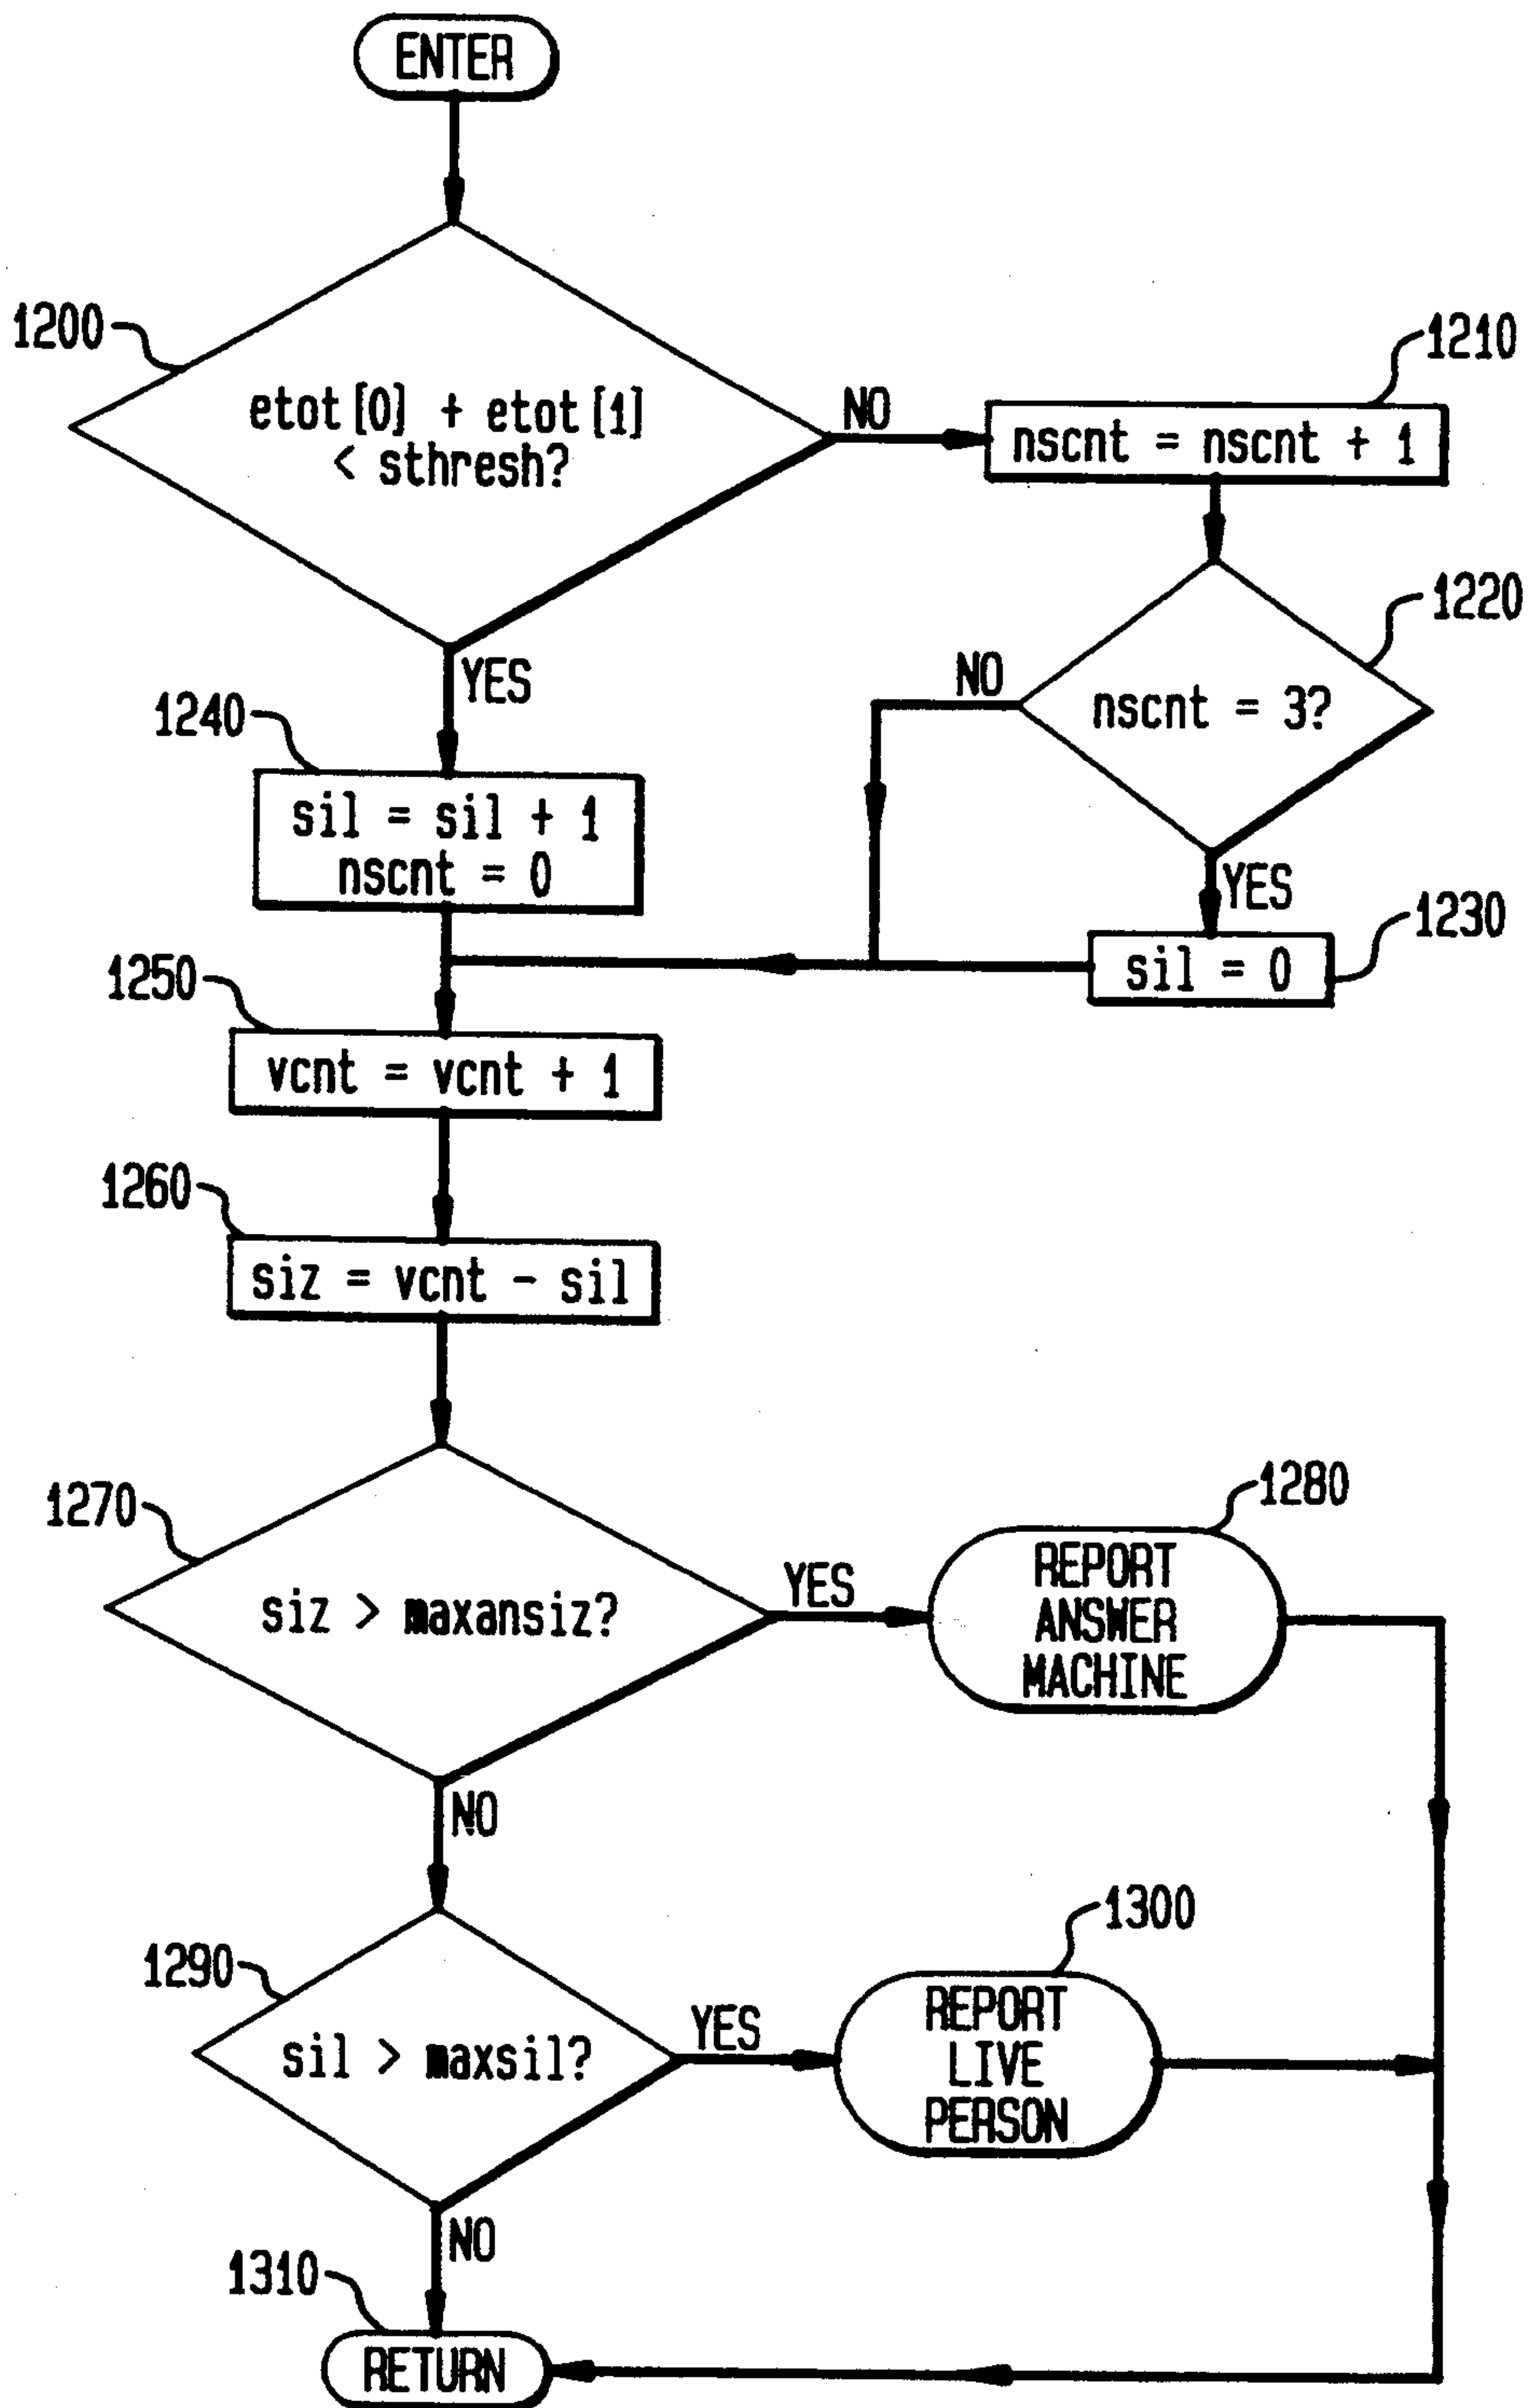 ENTER
1200
etot[0] + etot[1]
< sthresh?
NO
1210
nscnt = nscnt + 1
1220
nscnt = 3?
NO
YES
1230
sil = 0
YES
1240
sil = sil + 1
nscnt = 0
1250
vcnt = vcnt + 1
1260
siz = vcnt - sil
1270
siz > maxansiz?
YES
1280
REPORT
ANSWER
MACHINE
NO
1290
sil > maxsil?
YES
1300
REPORT
LIVE
PERSON
NO
1310
RETURN